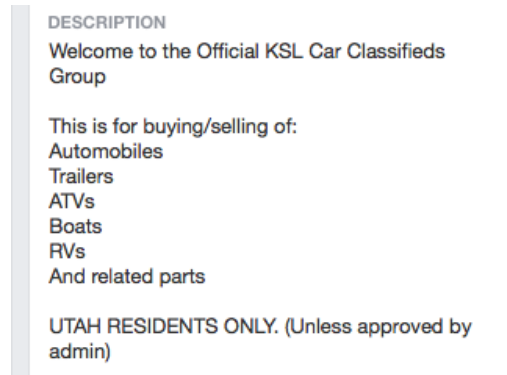 DESCRIPTION
Welcome to the Official KSL Car Classifieds
Group
This is for buying/selling of:
Automobiles
Trailers
ATVs
Boats
RVs
And related parts
UTAH RESIDENTS ONLY. (Unless approved by
admin)